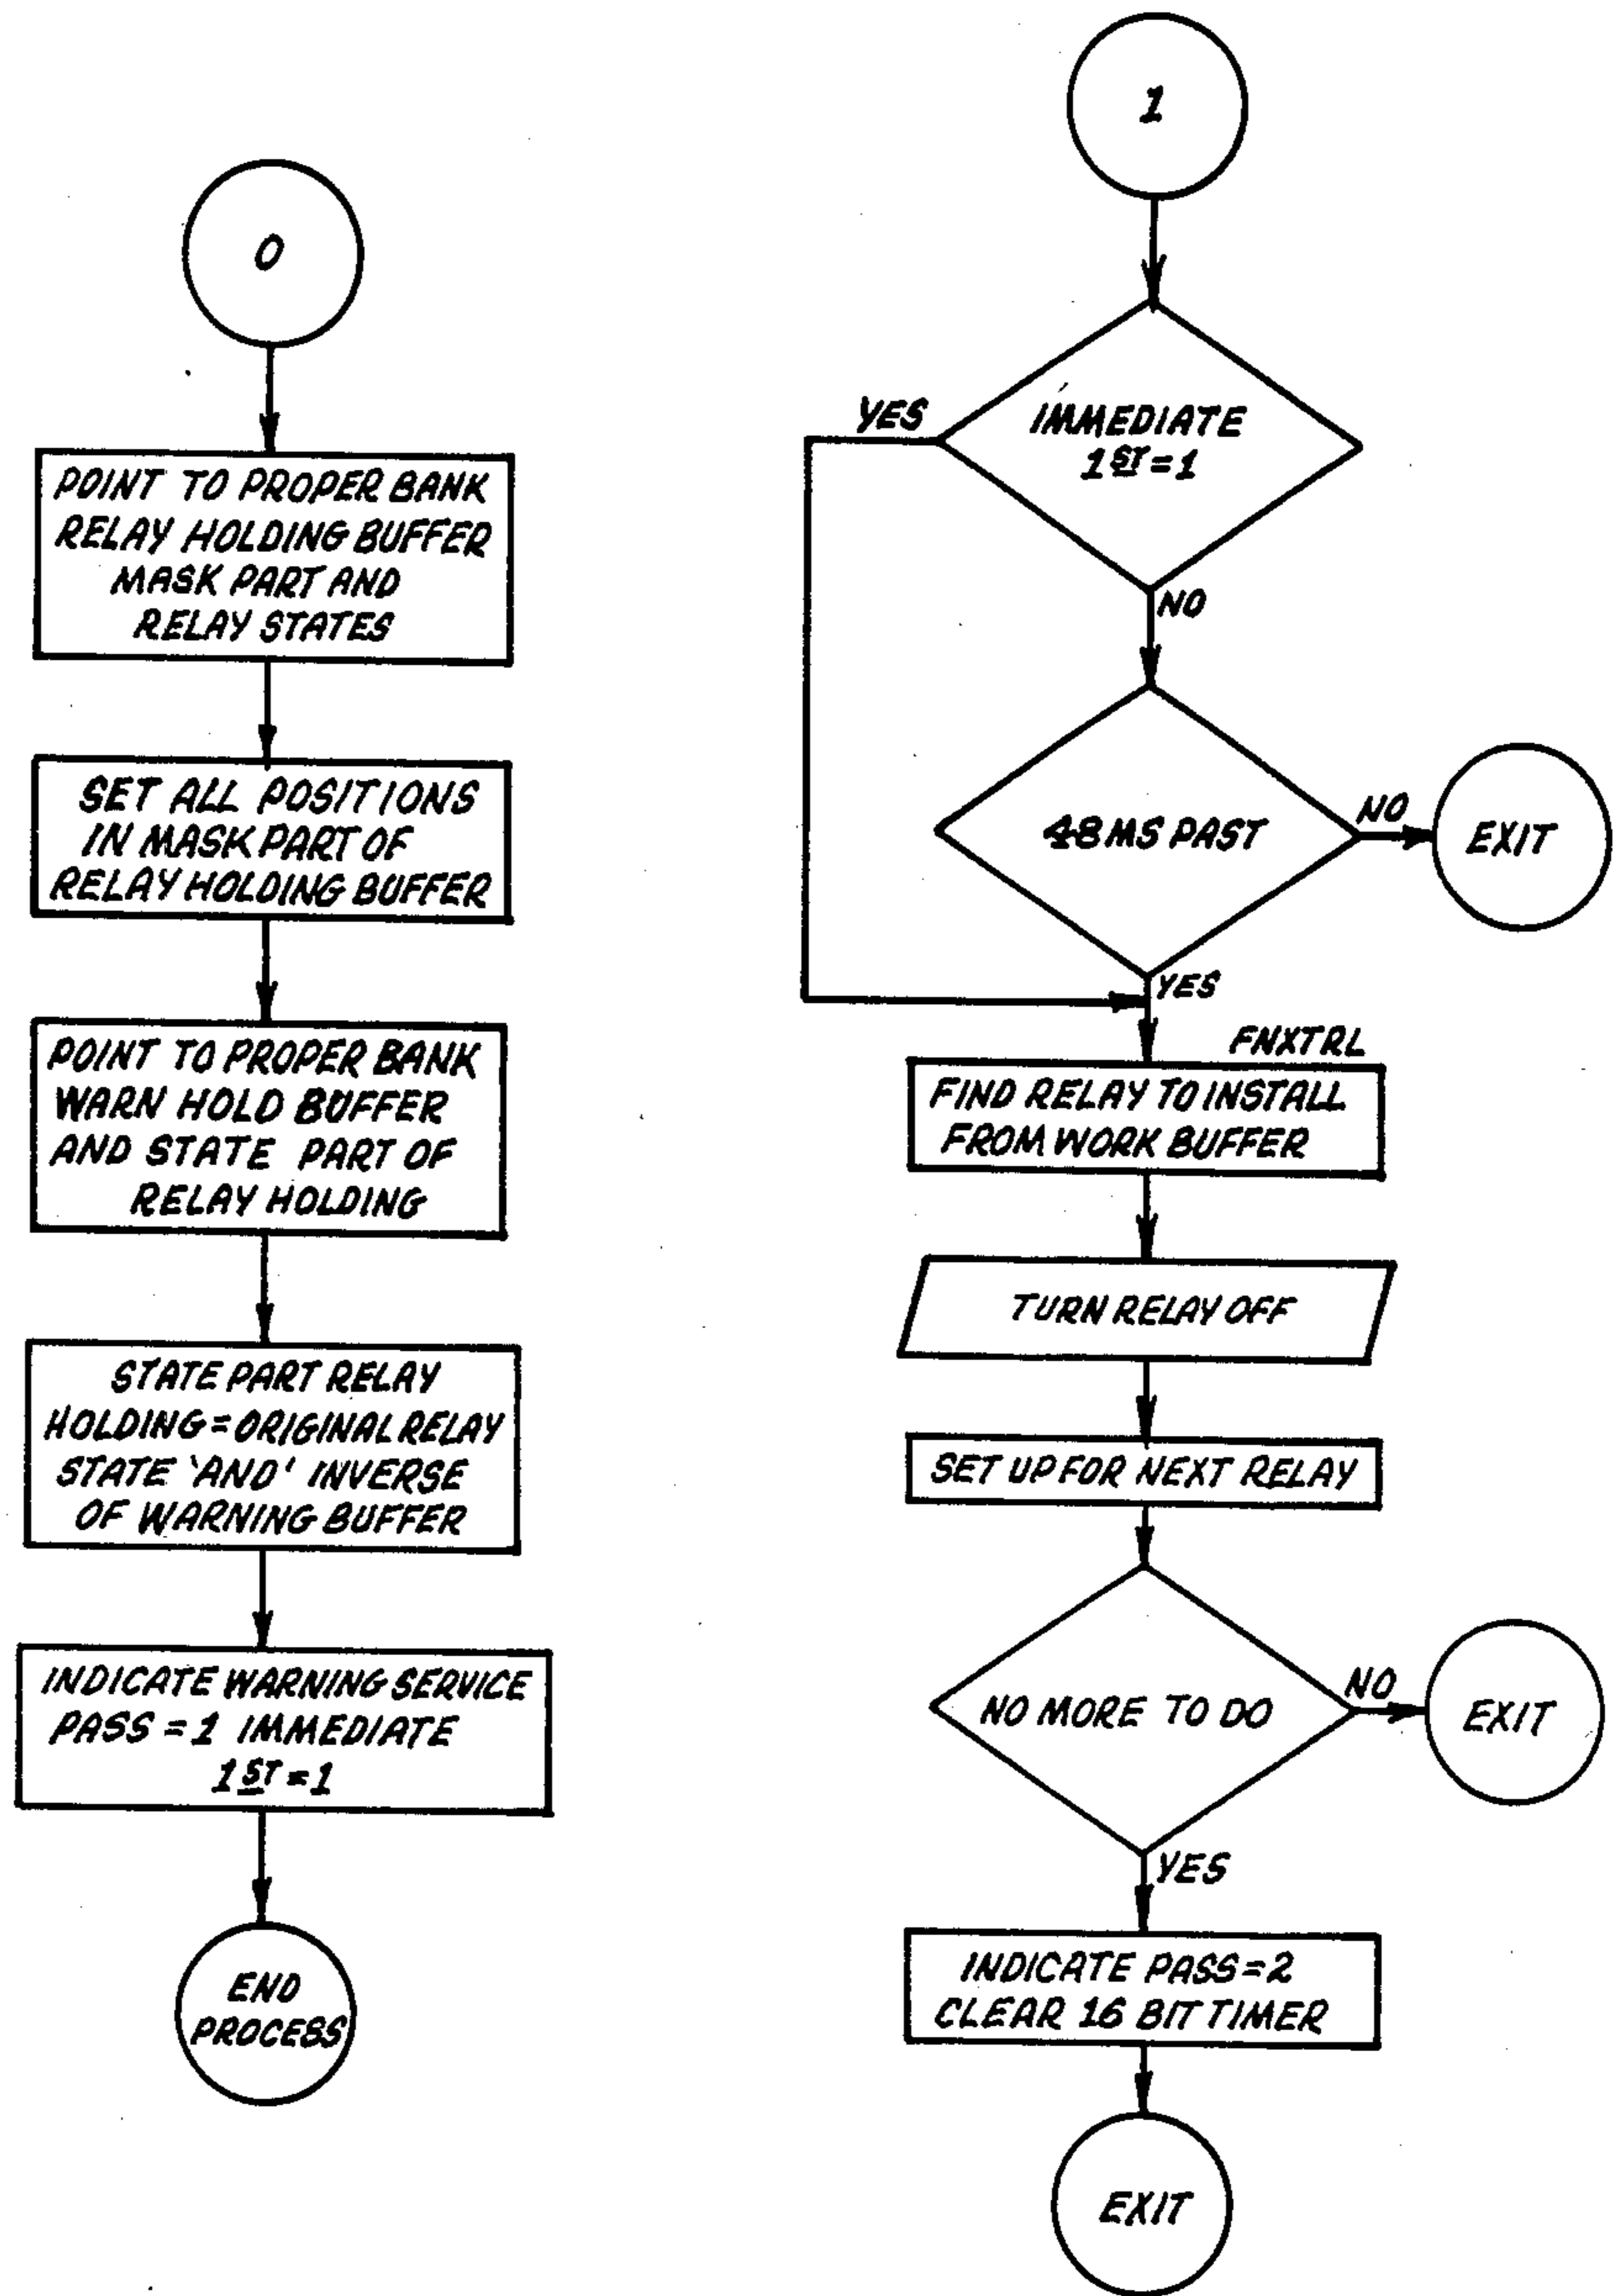 0
POINT TO PROPER BANK
RELAY HOLDING BUFFER
MASK PART AND
RELAY STATES
SET ALL POSITIONS
IN MASK PART OF
RELAY HOLDING BUFFER
POINT TO PROPER BANK
WARN HOLD BUFFER
AND STATE PART OF
RELAY HOLDING
STATE PART RELAY
HOLDING = ORIGINAL RELAY
STATE 'AND' INVERSE
OF WARNING BUFFER
INDICATE WARNING SERVICE
PASS = 1 IMMEDIATE
1ST = 1
END
PROCESS
1
IMMEDIATE
1ST = 1
YES
NO
48 MS PAST
NO
EXIT
YES
FNXTRL
FIND RELAY TO INSTALL
FROM WORK BUFFER
TURN RELAY OFF
SET UP FOR NEXT RELAY
NO MORE TO DO
NO
EXIT
YES
INDICATE PASS = 2
CLEAR 16 BIT TIMER
EXIT